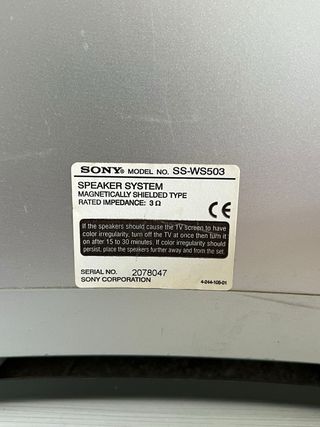 SONY® MODEL NO. SS-WS503
SPEAKER SYSTEM
MAGNETICALLY SHIELDED TYPE
RATED IMPEDANCE: 3 Ω
CE
If the speakers should cause the TV screen to have
color irregularity, turn off the TV at once then turn it
on after 15 to 30 minutes. If color irregularity should
persist, place the speakers further away and from the set.
SERIAL NO. 2078047
SONY CORPORATION
4-244-105-01